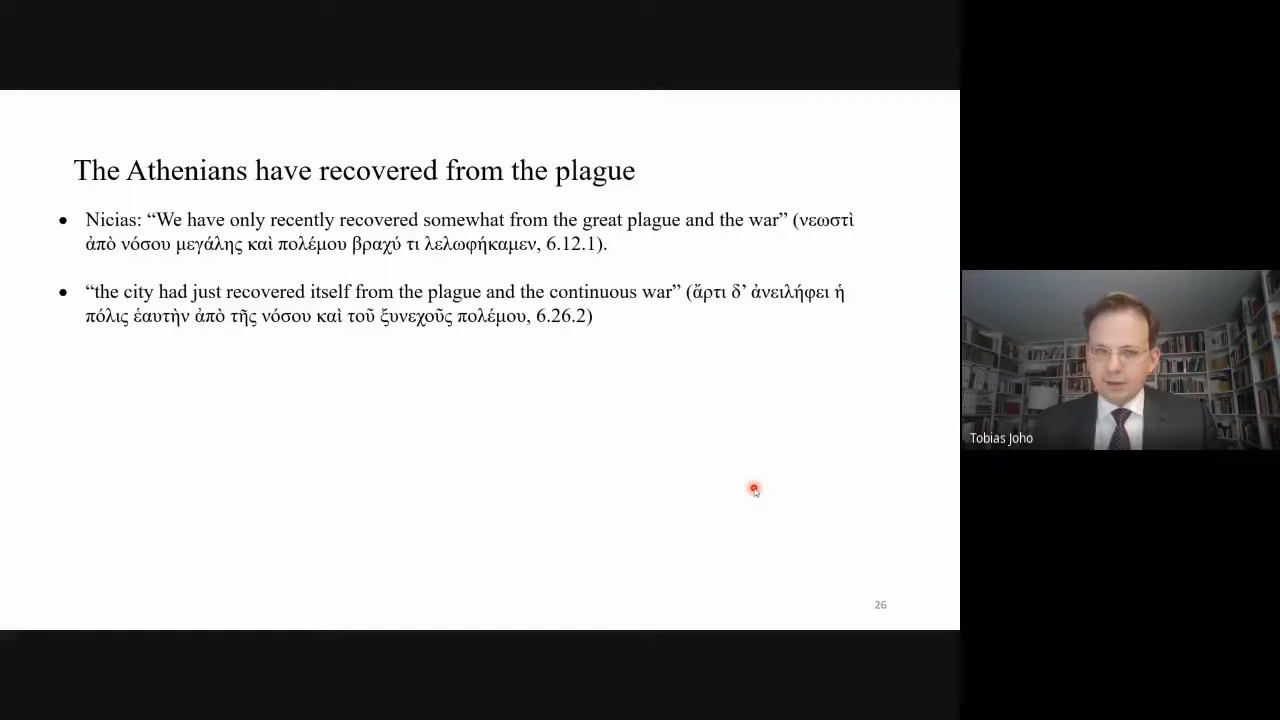 The Athenians have recovered from the plague
• Nicias: “We have only recently recovered somewhat from the great plague and the war” (νεωστὶ
ἀπὸ νόσου μεγάλης καὶ πολέμου βραχύ τι λελωφήκαμεν, 6.12.1).
• “the city had just recovered itself from the plague and the continuous war” (ἄρτι δ’ ἀνειλήφει ἡ
πόλις ἑαυτὴν ἀπὸ τῆς νόσου καὶ τοῦ ξυνεχοῦς πολέμου, 6.26.2)
26
Tobias Joho